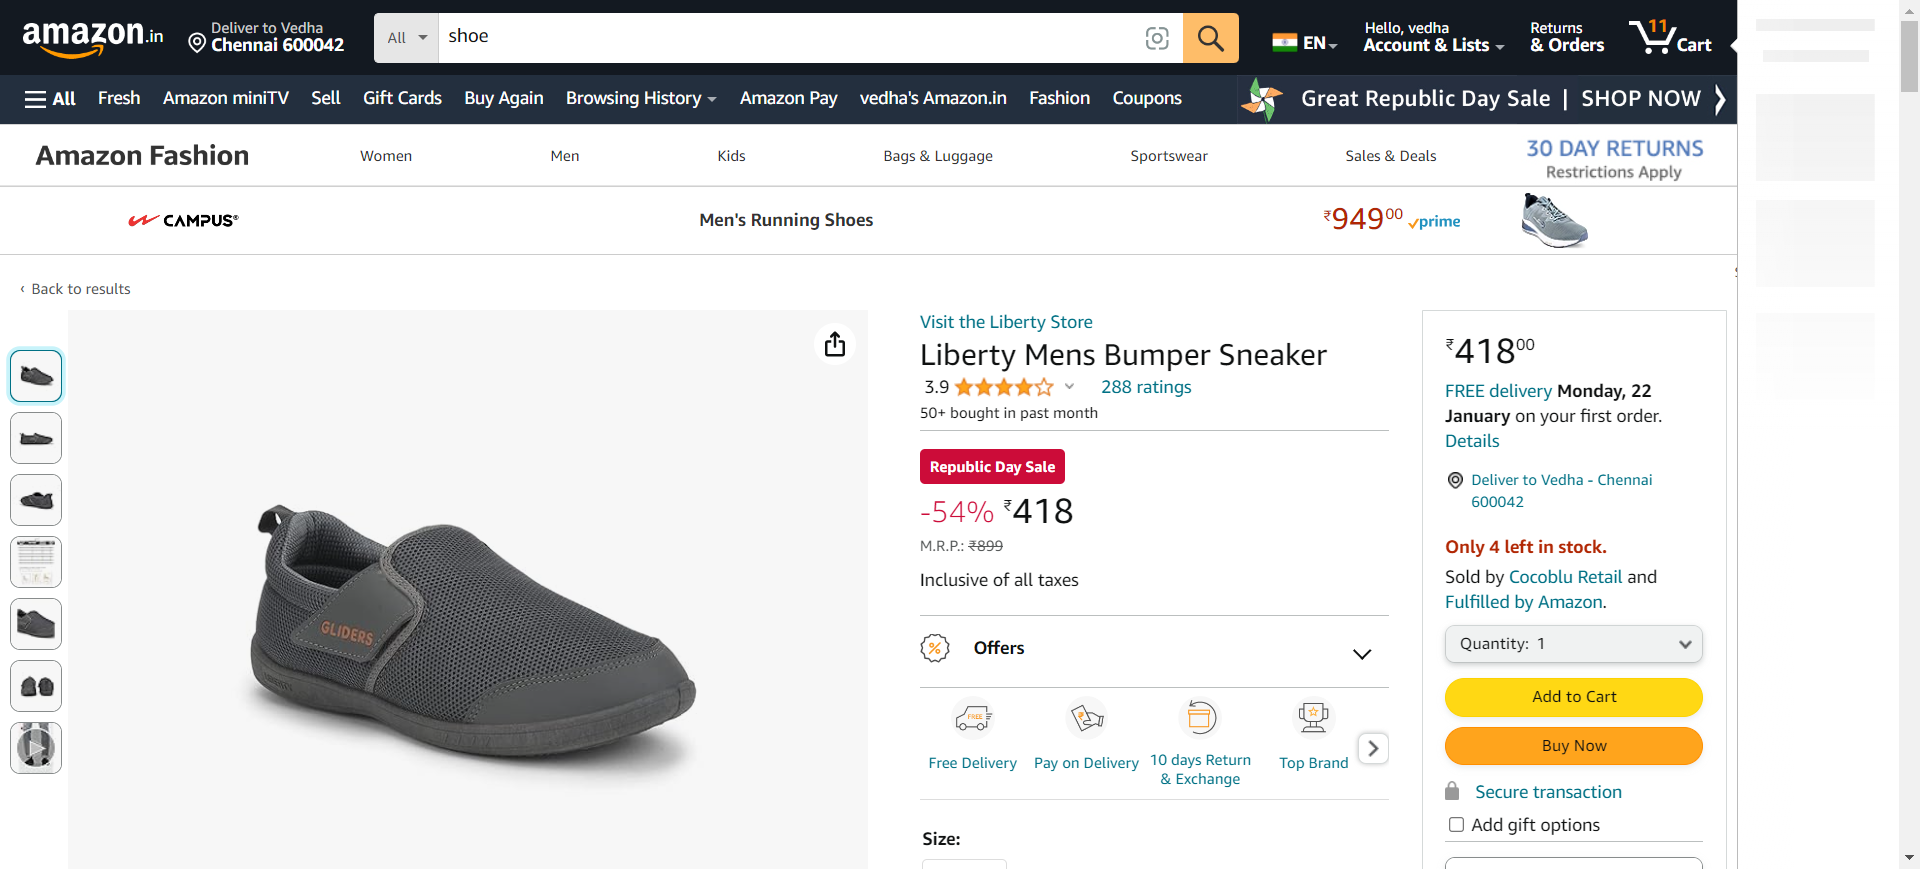 amazon.in
Deliver to Vedha
Chennai 600042
All
shoe
EN
Hello, vedha
Account & Lists
Returns
& Orders
11
Cart
All
Fresh
Amazon miniTV
Sell
Gift Cards
Buy Again
Browsing History
Amazon Pay
vedha's Amazon.in
Fashion
Coupons
Great Republic Day Sale | SHOP NOW
Amazon Fashion
Women
Men
Kids
Bags & Luggage
Sportswear
Sales & Deals
30 DAY RETURNS
Restrictions Apply
CAMPUS®
Men's Running Shoes
₹94900 prime
‹ Back to results
Visit the Liberty Store
Liberty Mens Bumper Sneaker
3.9
288 ratings
50+ bought in past month
Republic Day Sale
-54% ₹418
M.R.P.: ₹899
Inclusive of all taxes
Offers
FREE
Free Delivery
Pay on Delivery
10 days Return
& Exchange
Top Brand
Size:
GLIDERS
₹41800
FREE delivery Monday, 22
January on your first order.
Details
Deliver to Vedha - Chennai
600042
Only 4 left in stock.
Sold by Cocoblu Retail and
Fulfilled by Amazon.
Quantity: 1
Add to Cart
Buy Now
Secure transaction
Add gift options